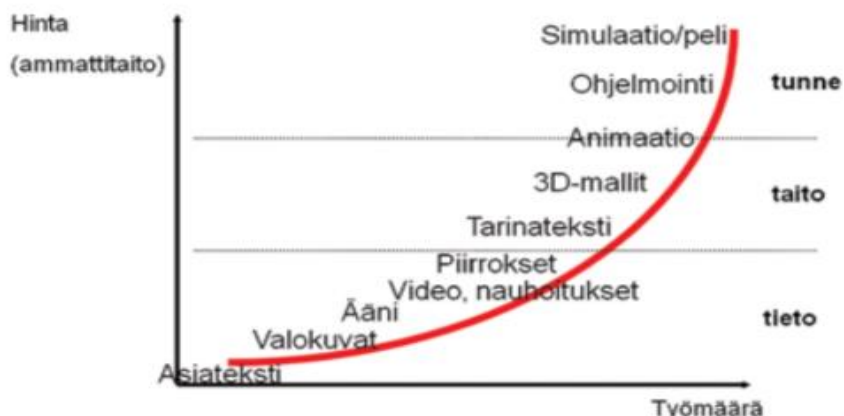 Hinta
(ammattitaito)
Simulaatio/peli
Ohjelmointi
tunne
Animaatio
3D-mallit
taito
Tarinateksti
Piirrokset
Video, nauhoitukset
Ääni
tieto
Valokuvat
Asiateksti
Työmäärä